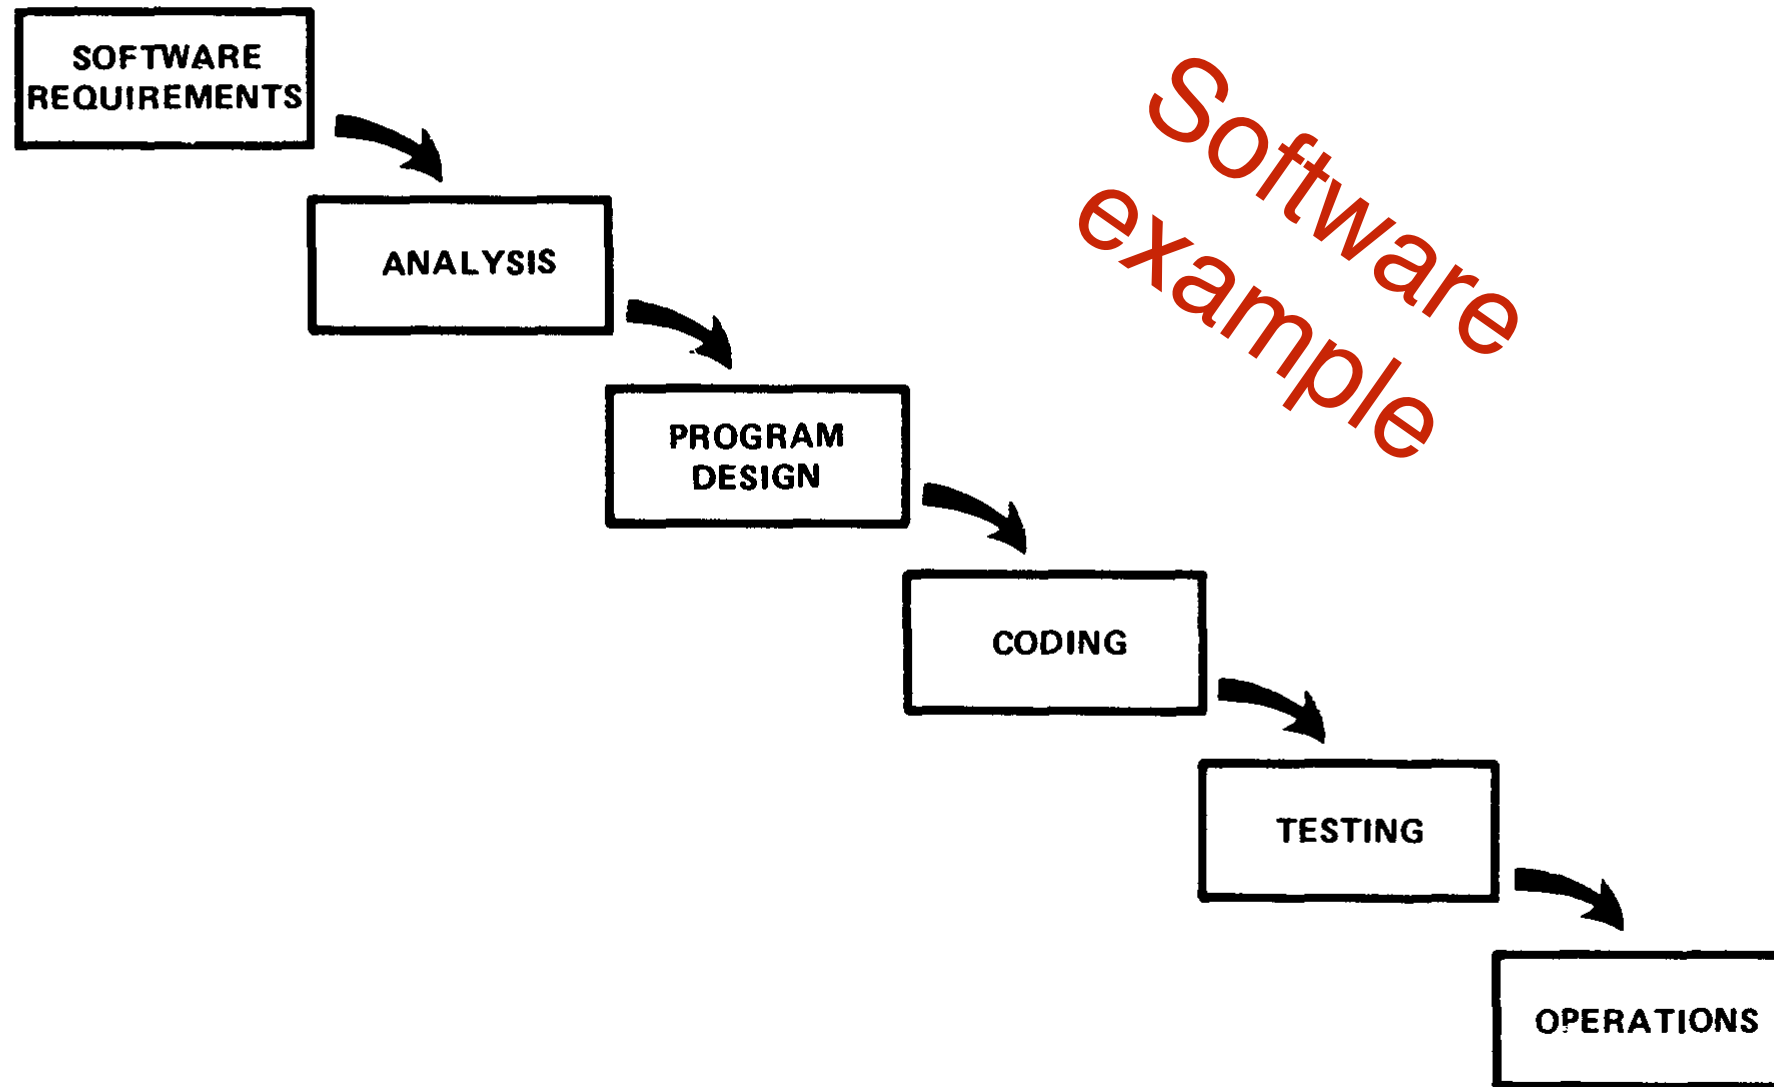 SOFTWARE
REQUIREMENTS
ANALYSIS
PROGRAM
DESIGN
CODING
TESTING
OPERATIONS
Software
example